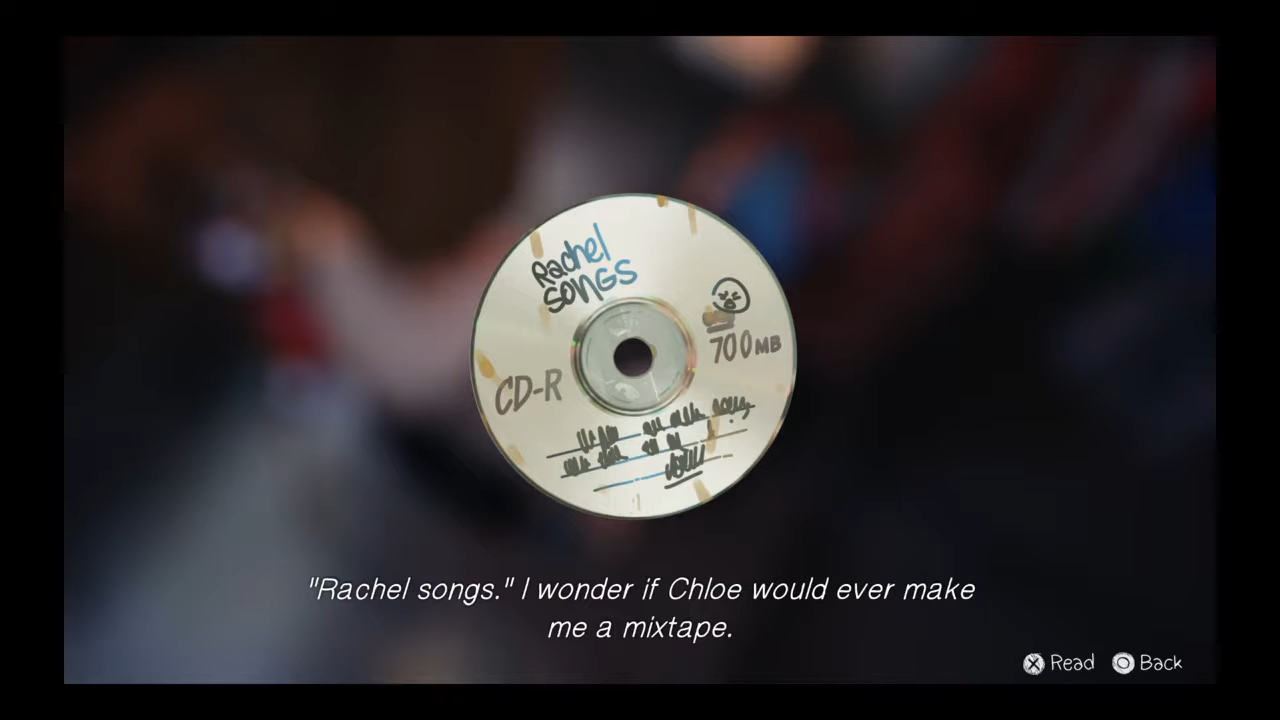 Rachel
SONGS
700MB
CD-R
"Rachel songs." I wonder if Chloe would ever make
me a mixtape.
Read Back